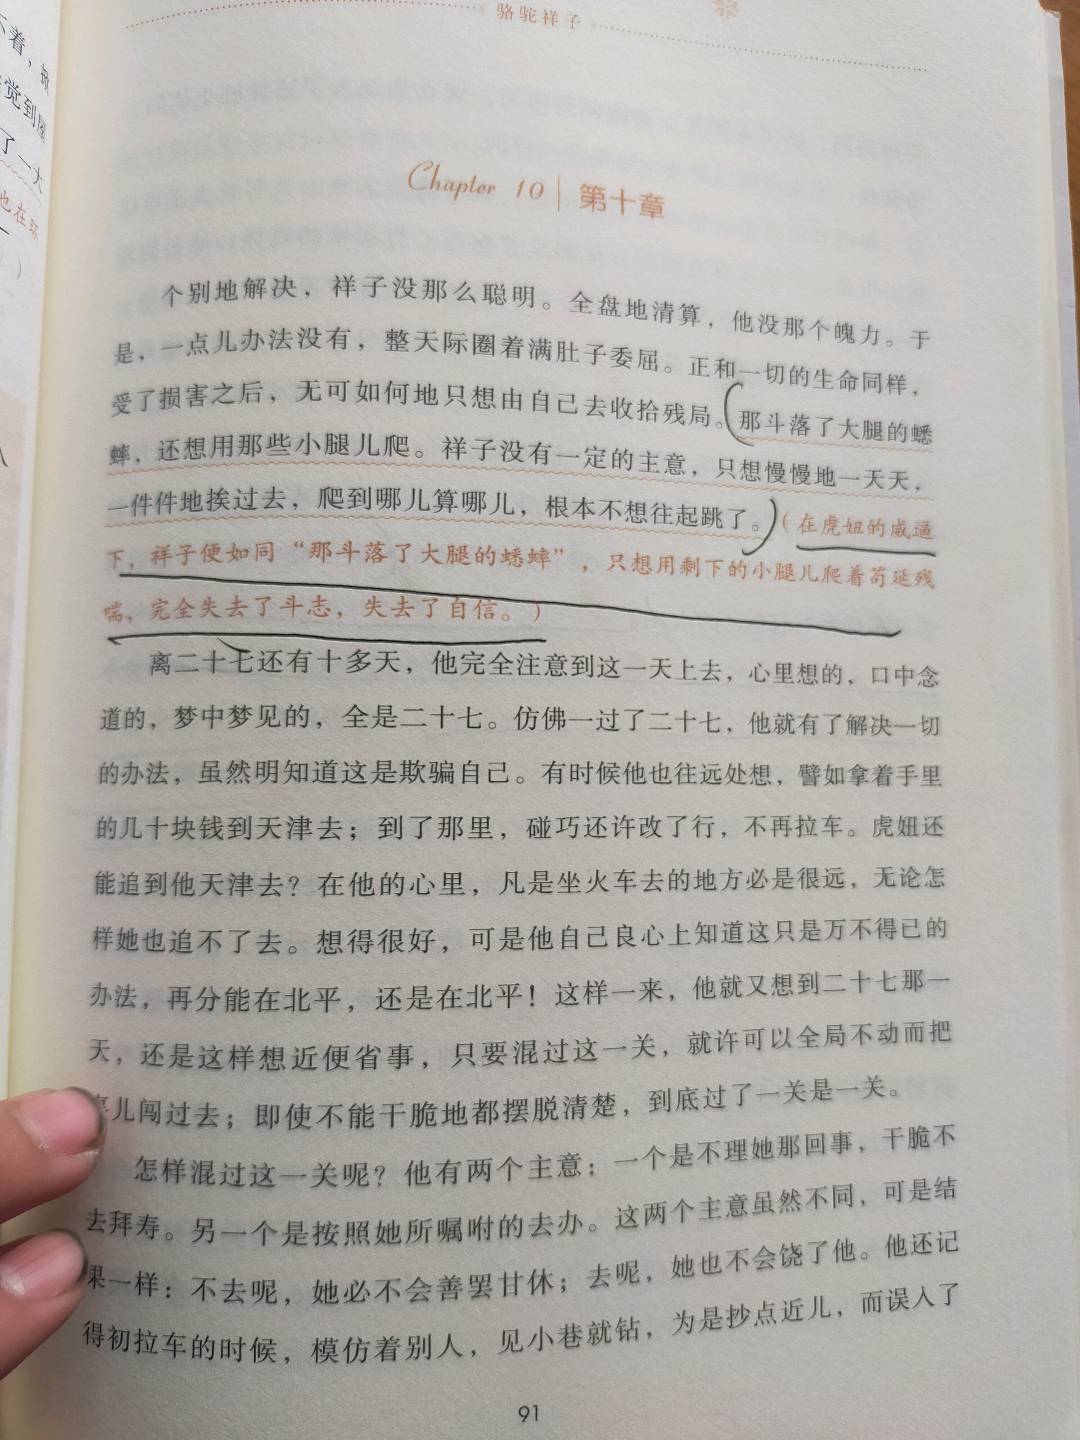 骆驼祥子
Chapter 10 | 第十章
个别地解决，祥子没那么聪明。全盘地清算，他没那个魄力。于
是，一点儿办法没有，整天际圈着满肚子委屈。正和一切的生命同样，
受了损害之后，无可如何地只想由自己去收拾残局。那斗落了大腿的蟋
蟀，还想用那些小腿儿爬。祥子没有一定的主意，只想慢慢地一天天，
一件件地挨过去，爬到哪儿算哪儿，根本不想往起跳了。（在虎妞的威逼
下，祥子便如同“那斗落了大腿的蟋蟀”，只想用剩下的小腿儿爬着苟延残
喘，完全失去了斗志，失去了自信。）
离二十七还有十多天，他完全注意到这一天上去，心里想的，口中念
道的，梦中梦见的，全是二十七。仿佛一过了二十七，他就有了解决一切
的办法，虽然明知道这是欺骗自己。有时候他也往远处想，譬如拿着手里
的几十块钱到天津去；到了那里，碰巧还许改了行，不再拉车。虎妞还
能追到他天津去？在他的心里，凡是坐火车去的地方必是很远，无论怎
样她也追不了去。想得很好，可是他自己良心上知道这只是万不得已的
办法，再分能在北平，还是在北平！这样一来，他就又想到二十七那一
天，还是这样想近便省事，只要混过这一关，就许可以全局不动而把
儿闯过去；即使不能干脆地都摆脱清楚，到底过了一关是一关。
怎样混过这一关呢？他有两个主意：一个是不理她那回事，干脆不
去拜寿。另一个是按照她所嘱咐的去办。这两个主意虽然不同，可是结
果一样：不去呢，她必不会善罢甘休；去呢，她也不会饶了他。他还记
得初拉车的时候，模仿着别人，见小巷就钻，为是抄点近儿，而误入了
91
着，
觉到屋
了一大
也在